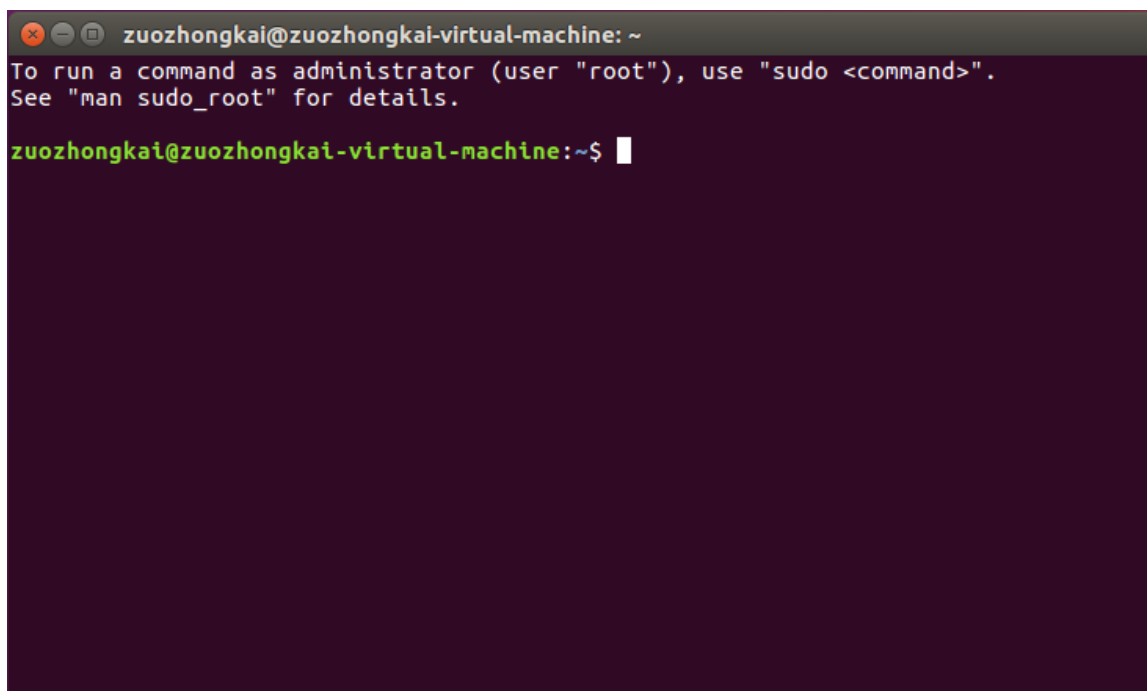 zuozhongkai@zuozhongkai-virtual-machine: ~
To run a command as administrator (user "root"), use "sudo <command>".
See "man sudo_root" for details.
zuozhongkai@zuozhongkai-virtual-machine:~$